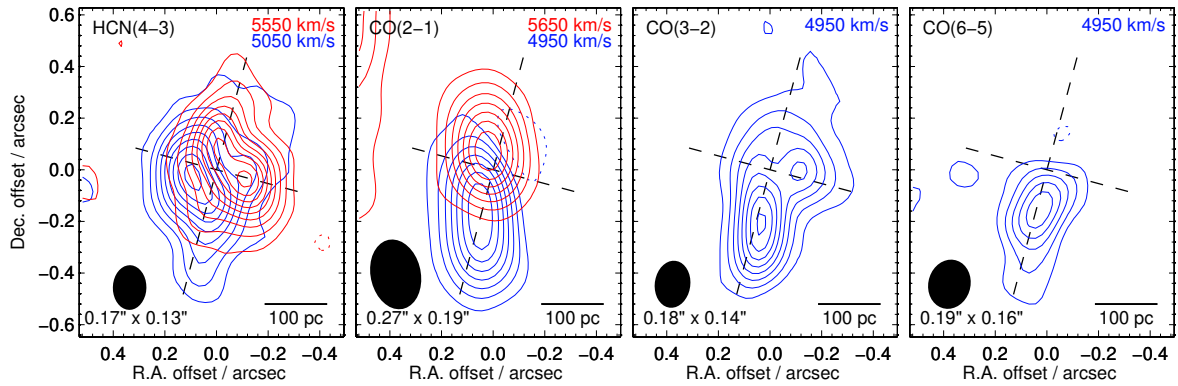 HCN(4−3)
5550 km/s
5050 km/s
0.17" x 0.13"
100 pc
CO(2−1)
5650 km/s
4950 km/s
0.27" x 0.19"
100 pc
CO(3−2)
4950 km/s
0.18" x 0.14"
100 pc
CO(6−5)
4950 km/s
0.19" x 0.16"
100 pc
Dec. offset / arcsec
0.6
0.4
0.2
0.0
−0.2
−0.4
−0.6
0.4 0.2 0.0 −0.2 −0.4
R.A. offset / arcsec
0.4 0.2 0.0 −0.2 −0.4
R.A. offset / arcsec
0.4 0.2 0.0 −0.2 −0.4
R.A. offset / arcsec
0.4 0.2 0.0 −0.2 −0.4
R.A. offset / arcsec